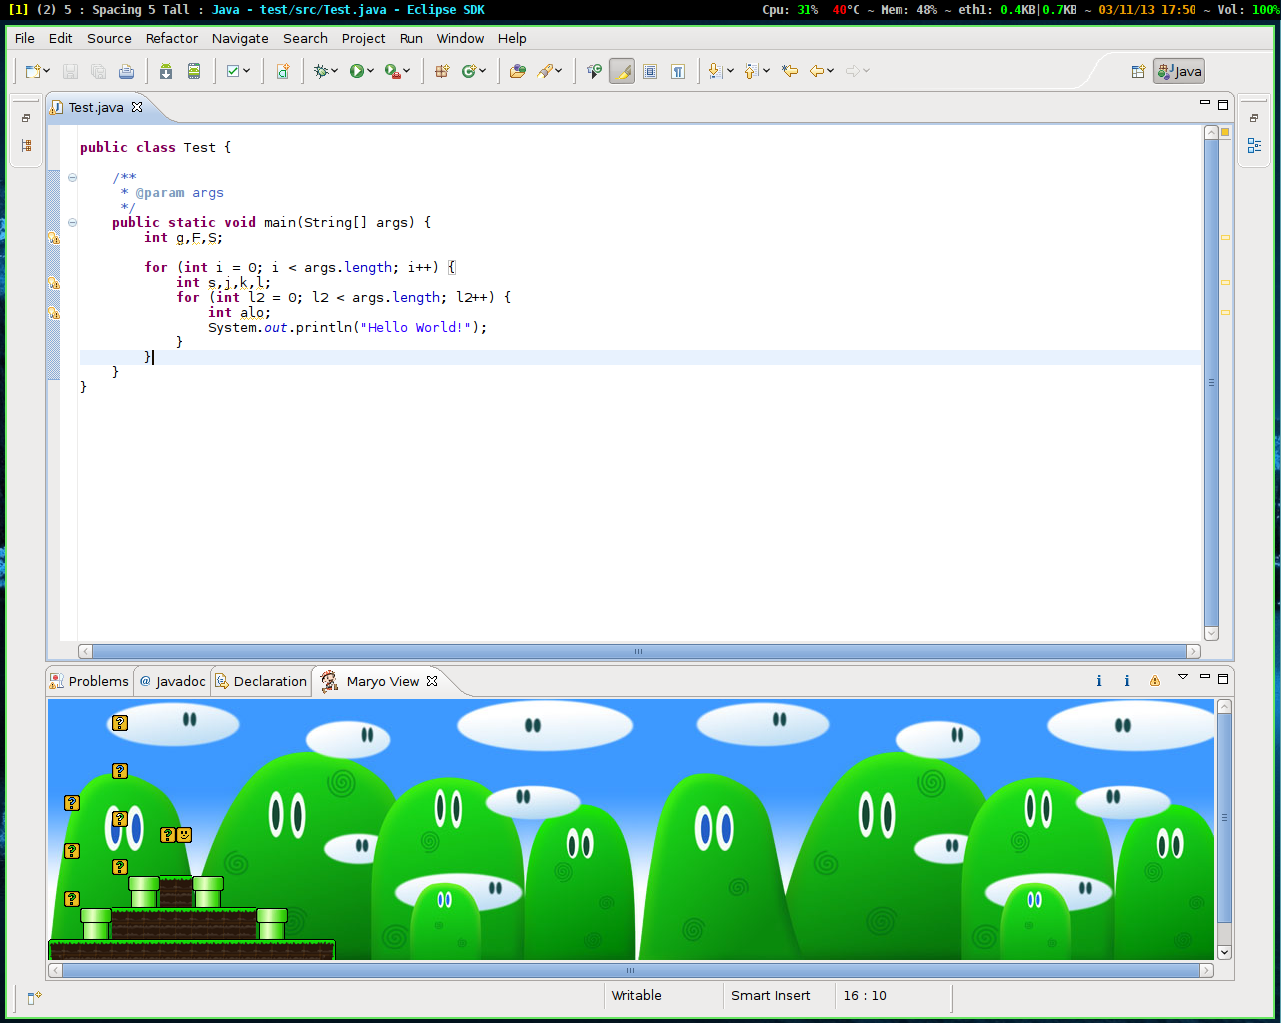 [1] (2) 5 : Spacing 5 Tall : Java - test/src/Test.java - Eclipse SDK Cpu: 31% 40°C ~ Mem: 48% ~ eth1: 0.4KB|0.7KB ~ 03/11/13 17:50 ~ Vol: 100%
File Edit Source Refactor Navigate Search Project Run Window Help
Java
Test.java
public class Test {
/**
* @param args
*/
public static void main(String[] args) {
int g,F,S;
for (int i = 0; i < args.length; i++) {
int s,j,k,l;
for (int l2 = 0; l2 < args.length; l2++) {
int alo;
System.out.println("Hello World!");
}
}
}
}
Problems @ Javadoc Declaration Maryo View
Writable Smart Insert 16 : 10